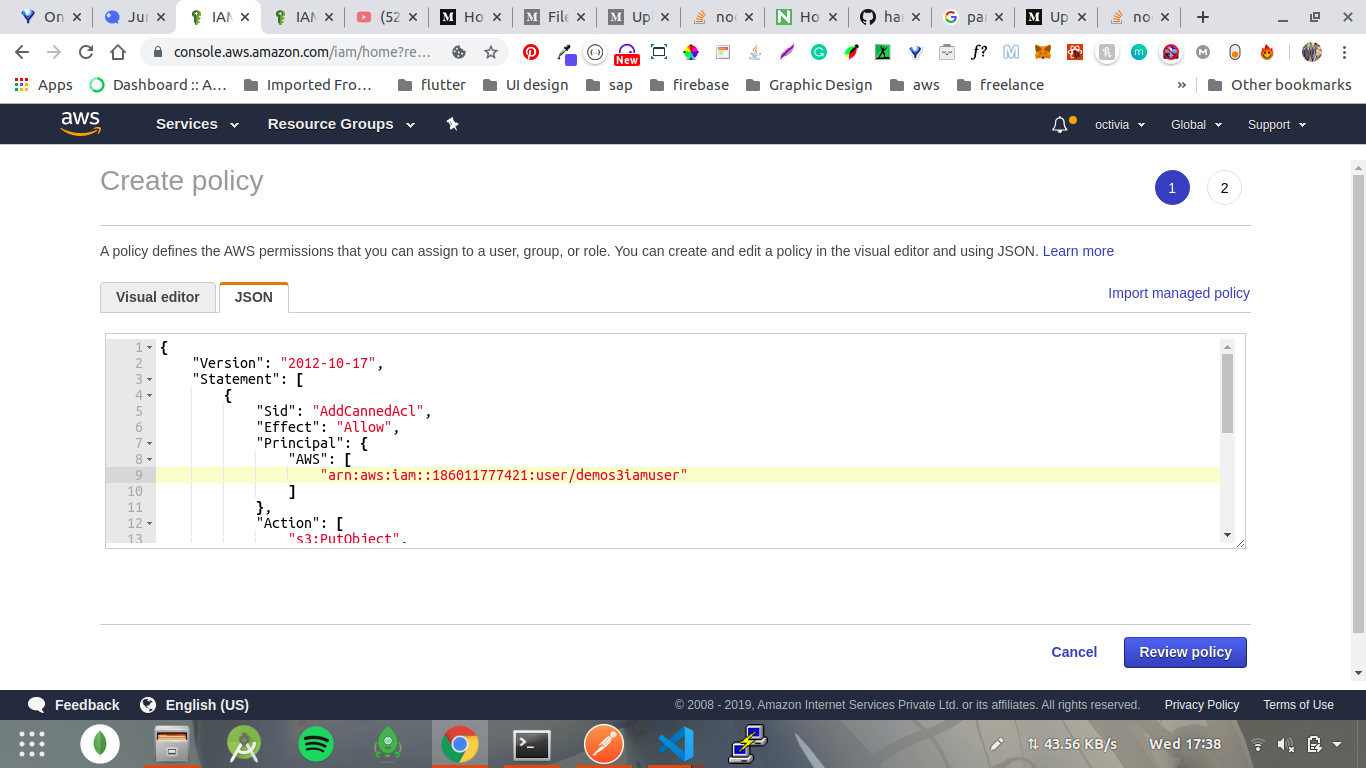 On
Jur
IAM
IAM
(52
Ho
File
Up
noo
Ho
har
par
Up
noo
console.aws.amazon.com/iam/home?re…
New
Apps
Dashboard :: A…
Imported Fro…
flutter
UI design
sap
firebase
Graphic Design
aws
freelance
»
Other bookmarks
aws
Services
Resource Groups
octivia
Global
Support
Create policy
1
2
A policy defines the AWS permissions that you can assign to a user, group, or role. You can create and edit a policy in the visual editor and using JSON. Learn more
Visual editor
JSON
Import managed policy
1 {
2 "Version": "2012-10-17",
3 "Statement": [
4 {
5 "Sid": "AddCannedAcl",
6 "Effect": "Allow",
7 "Principal": {
8 "AWS": [
9 "arn:aws:iam::186011777421:user/demos3iamuser"
10 ]
11 },
12 "Action": [
13 "s3:PutObject",
Cancel
Review policy
Feedback
English (US)
© 2008 - 2019, Amazon Internet Services Private Ltd. or its affiliates. All rights reserved.
Privacy Policy
Terms of Use
43.56 KB/s
Wed 17:38